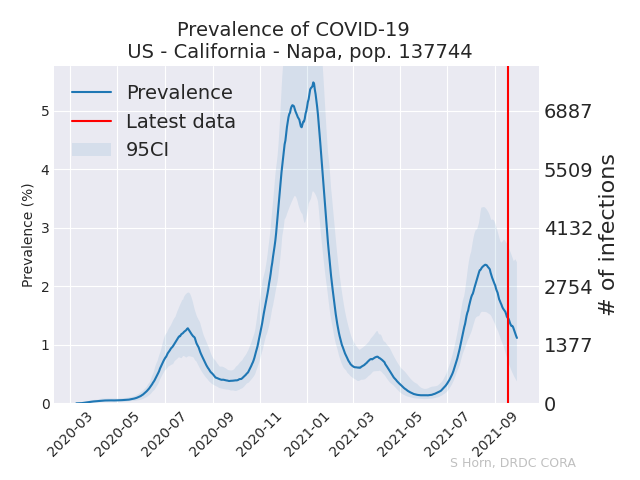 Prevalence of COVID-19
US - California - Napa, pop. 137744
Prevalence
Latest data
95CI
Prevalence (%)
5
4
3
2
1
0
6887
5509
4132
2754
1377
0
# of infections
2020-03
2020-05
2020-07
2020-09
2020-11
2021-01
2021-03
2021-05
2021-07
2021-09
S Horn, DRDC CORA